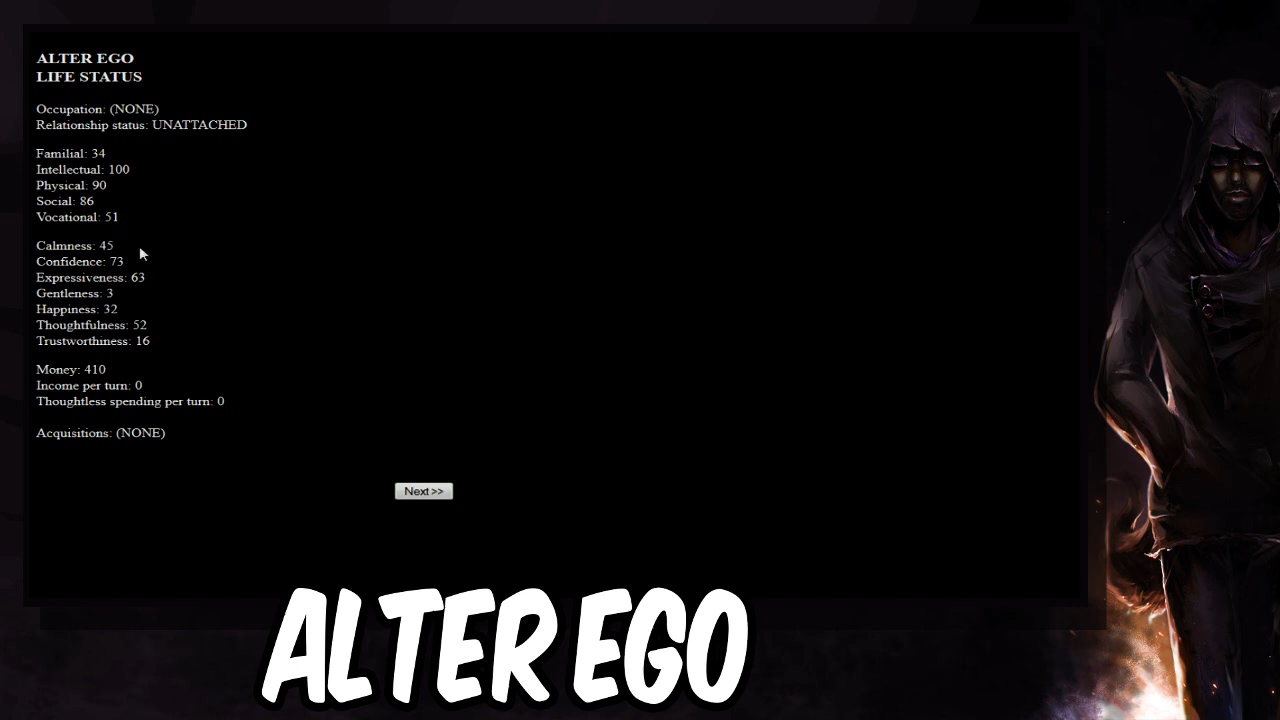 ALTER EGO
LIFE STATUS
Occupation: (NONE)
Relationship status: UNATTACHED
Familial: 34
Intellectual: 100
Physical: 90
Social: 86
Vocational: 51
Calmness: 45
Confidence: 73
Expressiveness: 63
Gentleness: 3
Happiness: 32
Thoughtfulness: 52
Trustworthiness: 16
Money: 410
Income per turn: 0
Thoughtless spending per turn: 0
Acquisitions: (NONE)
Next >>
ALTER EGO